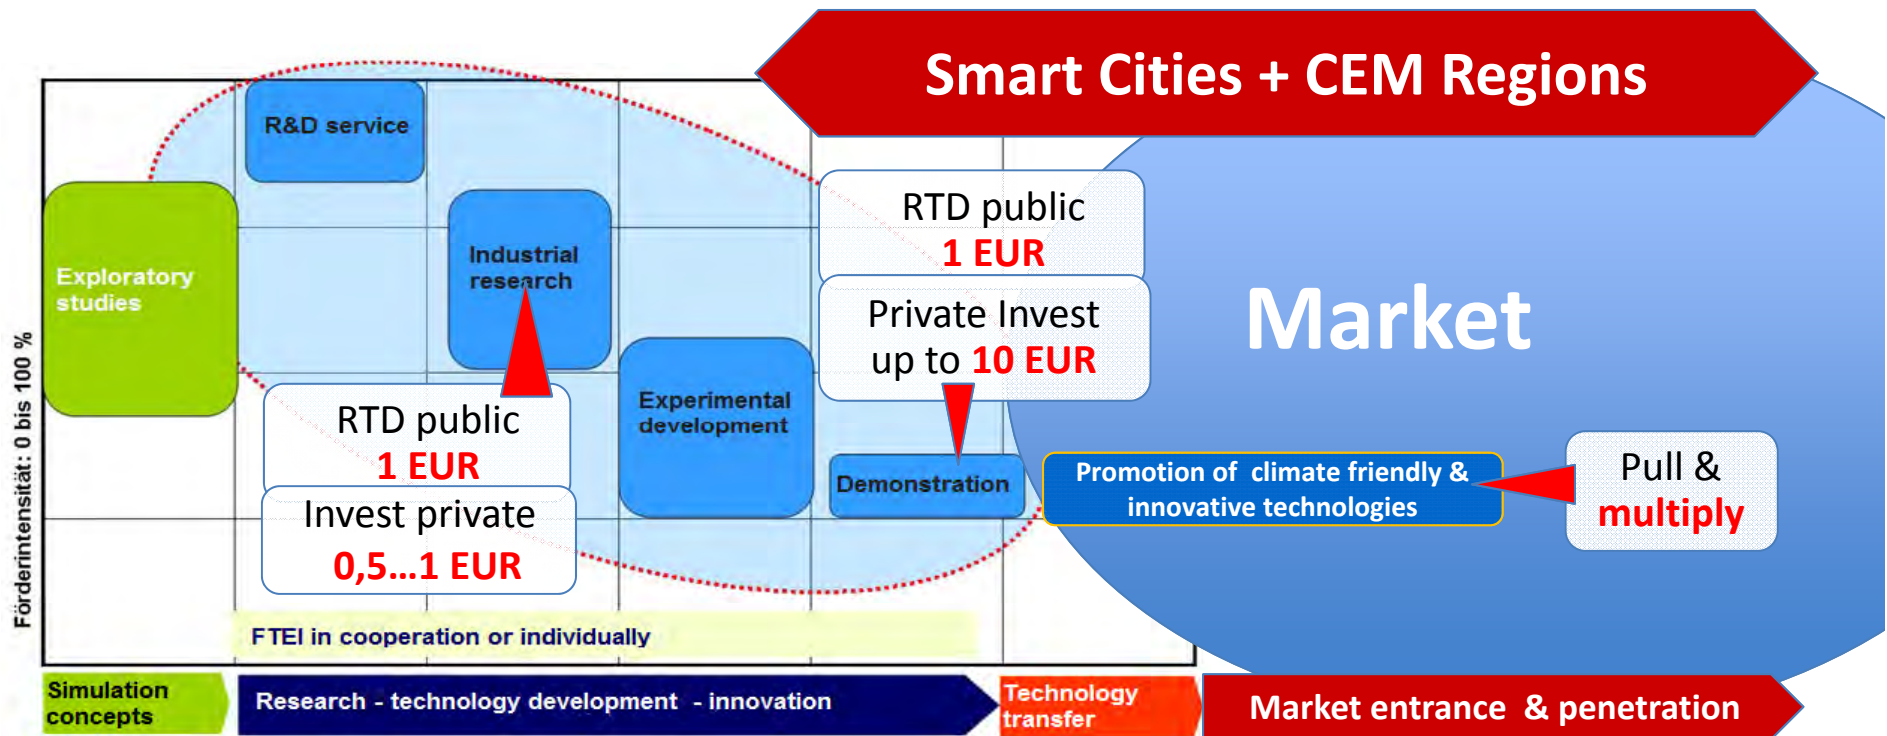 Smart Cities + CEM Regions
R&D service
Exploratory
studies
Industrial
research
RTD public
1 EUR
Private Invest
up to 10 EUR
Market
RTD public
1 EUR
Invest private
0,5...1 EUR
Experimental
development
Demonstration
Promotion of climate friendly &
innovative technologies
Pull &
multiply
Förderintensität: 0 bis 100 %
FTEI in cooperation or individually
Simulation
concepts
Research - technology development - innovation
Technology
transfer
Market entrance & penetration